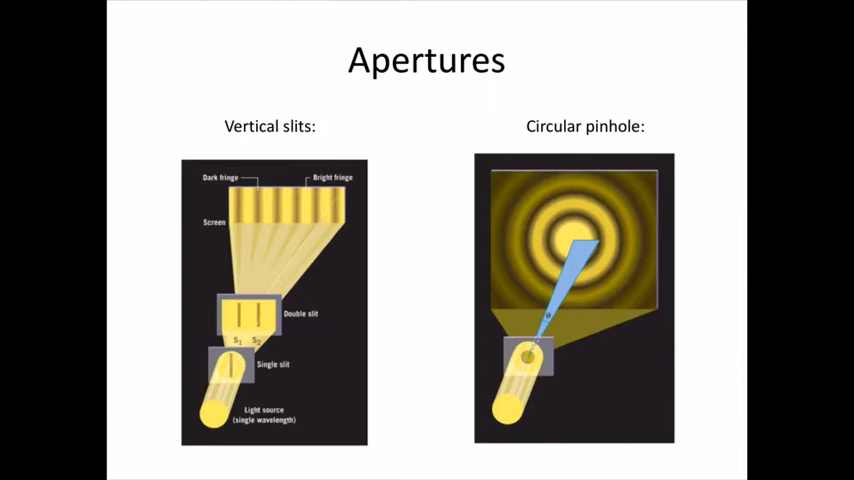 Apertures
Vertical slits:
Circular pinhole:
Dark fringe
Bright fringe
Screen
Double slit
S1 S2
Single slit
Light source
(single wavelength)
θ